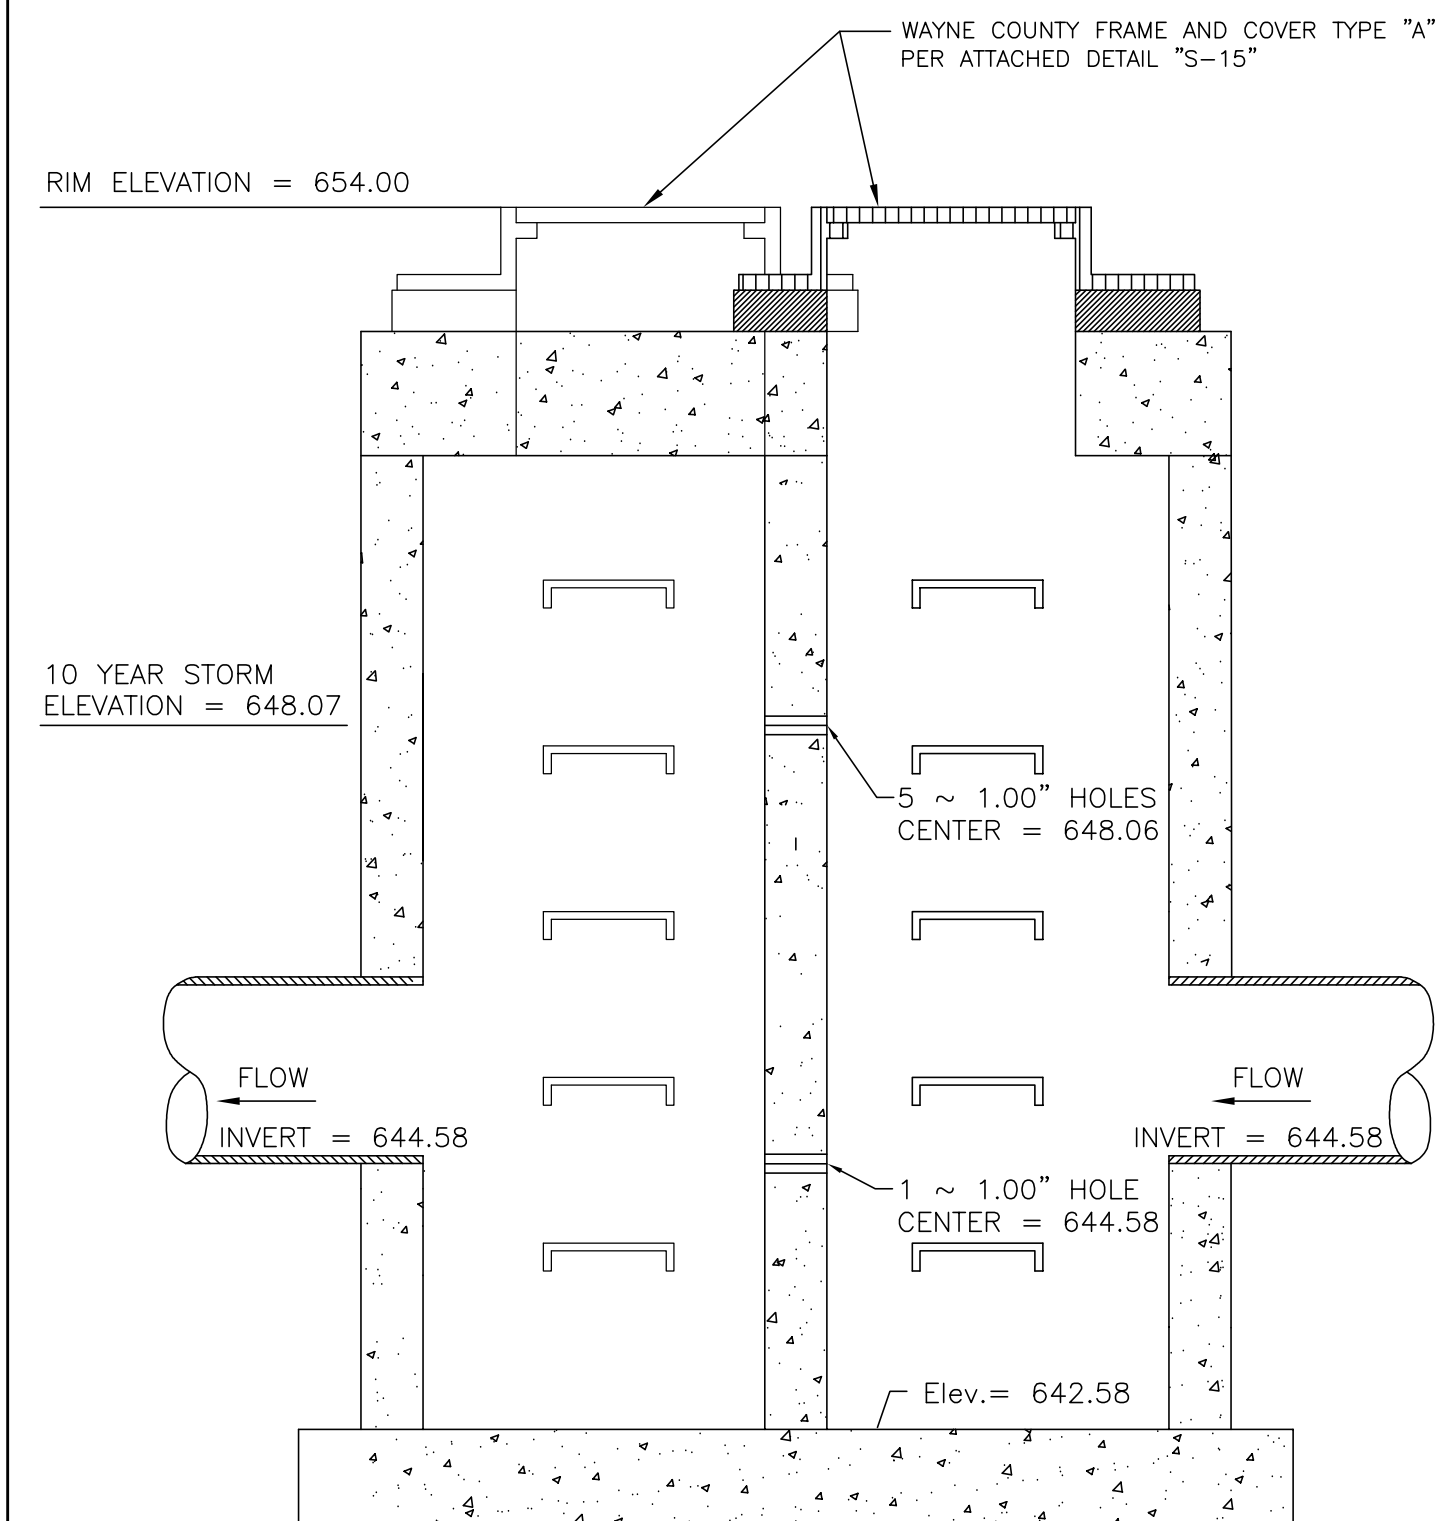 WAYNE COUNTY FRAME AND COVER TYPE "A"
PER ATTACHED DETAIL "S-15"
RIM ELEVATION = 654.00
10 YEAR STORM
ELEVATION = 648.07
5 ~ 1.00" HOLES
CENTER = 648.06
FLOW
INVERT = 644.58
FLOW
INVERT = 644.58
1 ~ 1.00" HOLE
CENTER = 644.58
Elev.= 642.58